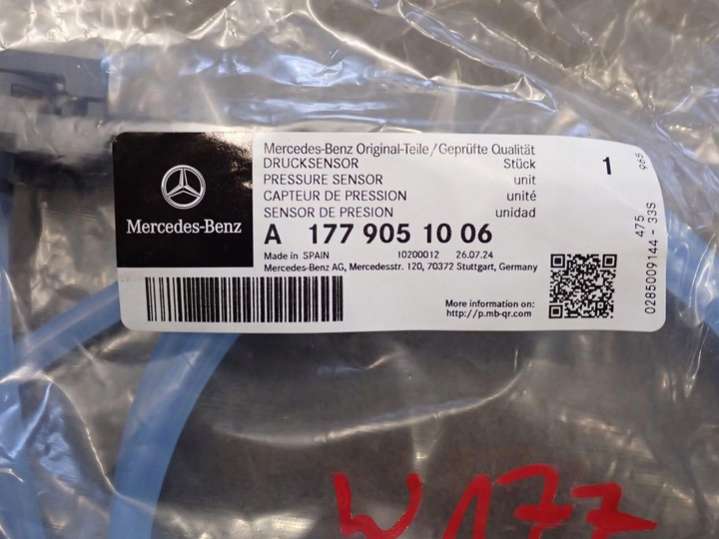 Mercedes-Benz
Mercedes-Benz Original-Teile/Geprüfte Qualität
DRUCKSENSOR Stück
PRESSURE SENSOR unit
CAPTEUR DE PRESSION unité
SENSOR DE PRESION unidad
1
A 177 905 10 06
Made in SPAIN 10200012 26.07.24
Mercedes-Benz AG, Mercedesstr. 120, 70372 Stuttgart, Germany
More information on:
http://p.mb-qr.com
965
475
0285009144 - 33S
W177